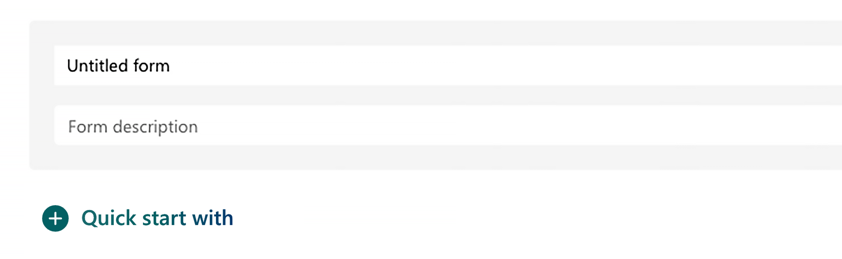 Untitled form
Form description
Quick start with